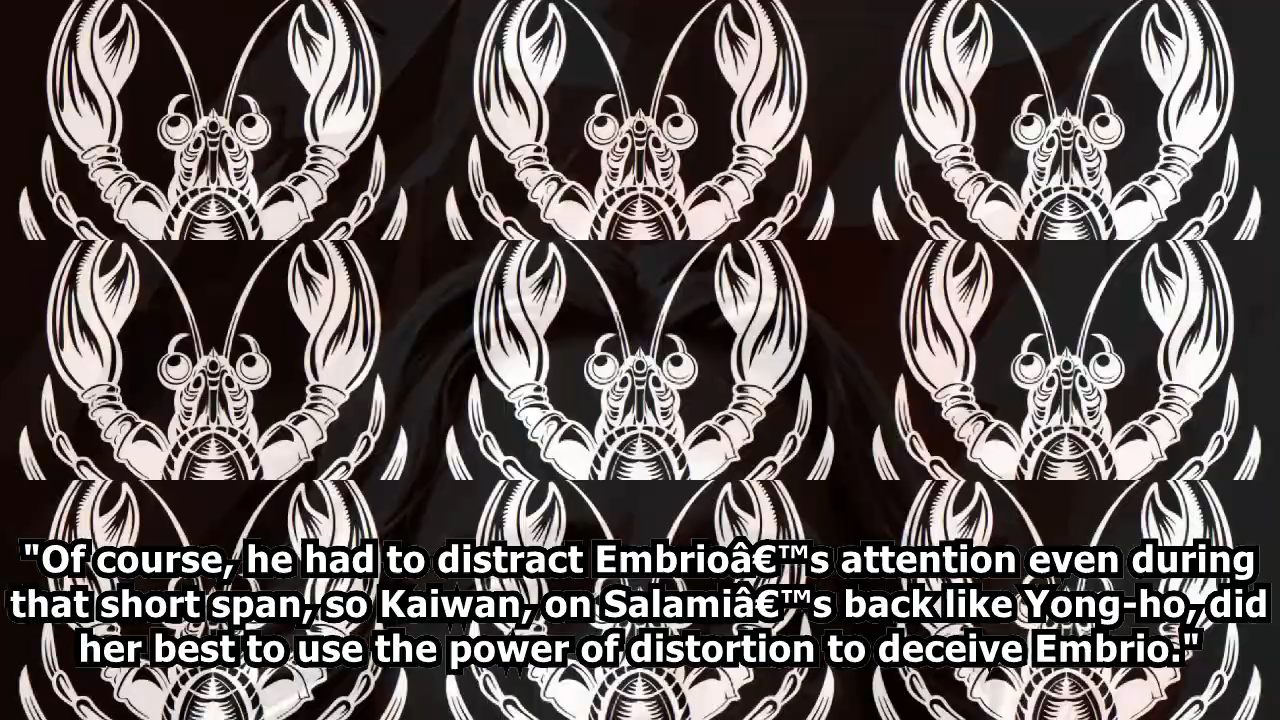 "Of course, he had to distract Embrioâ€™s attention even during
that short span, so Kaiwan, on Salamiâ€™s back like Yong-ho, did
her best to use the power of distortion to deceive Embrio."